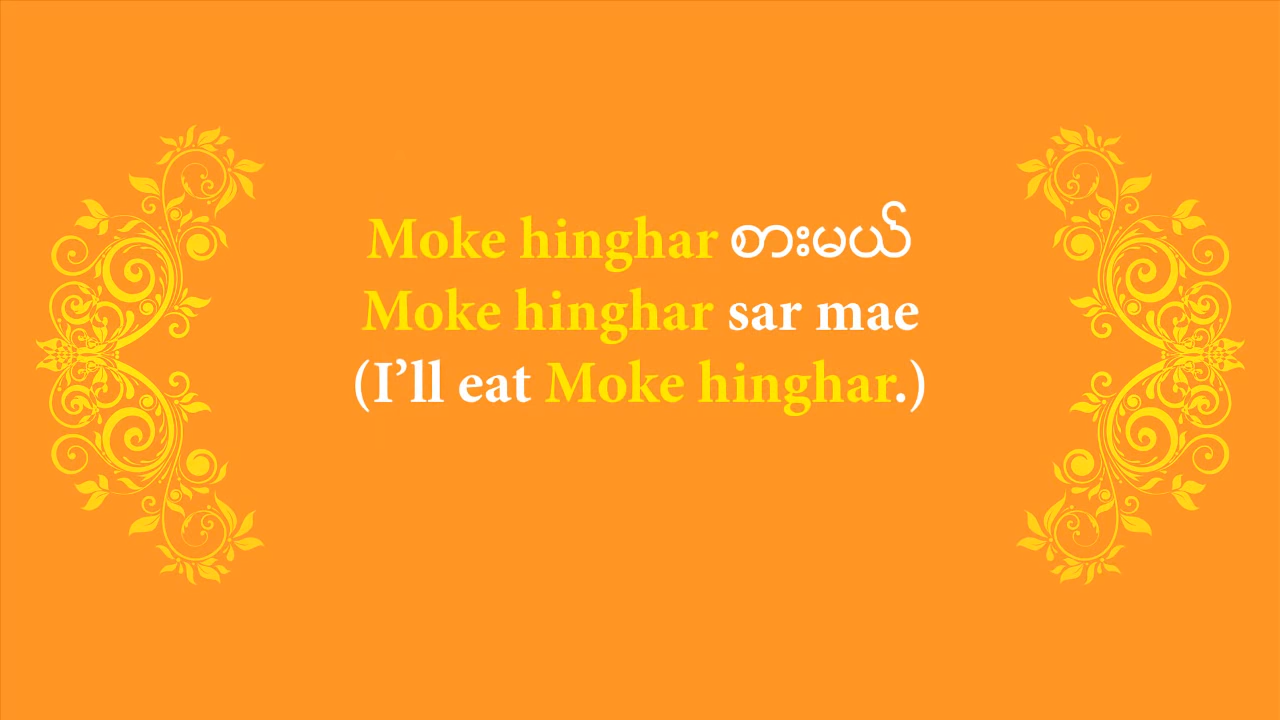 Moke hinghar စားမယ်
Moke hinghar sar mae
(I’ll eat Moke hinghar.)